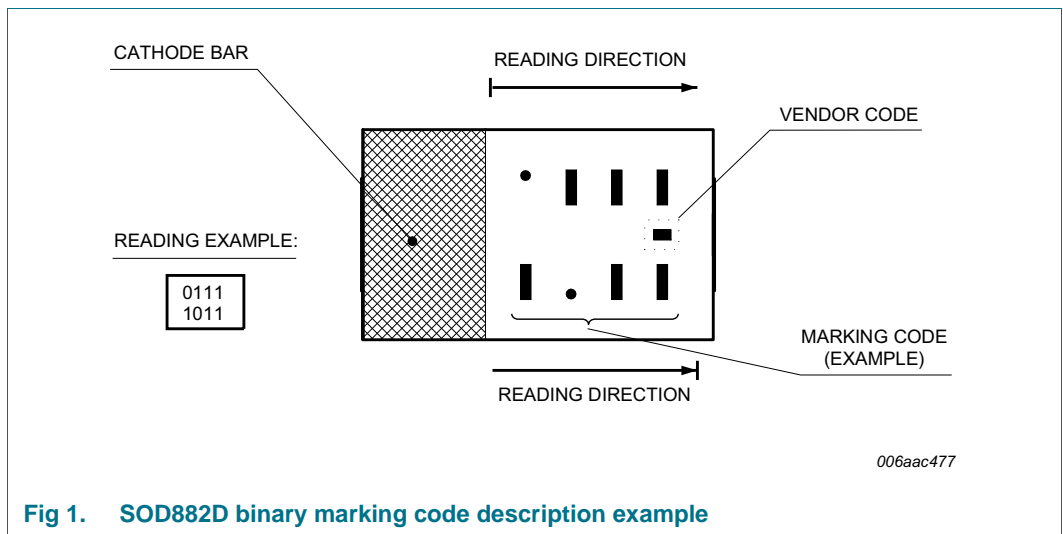 CATHODE BAR
READING DIRECTION
VENDOR CODE
READING EXAMPLE:
0111
1011
MARKING CODE
(EXAMPLE)
READING DIRECTION
006aac477
Fig 1. SOD882D binary marking code description example